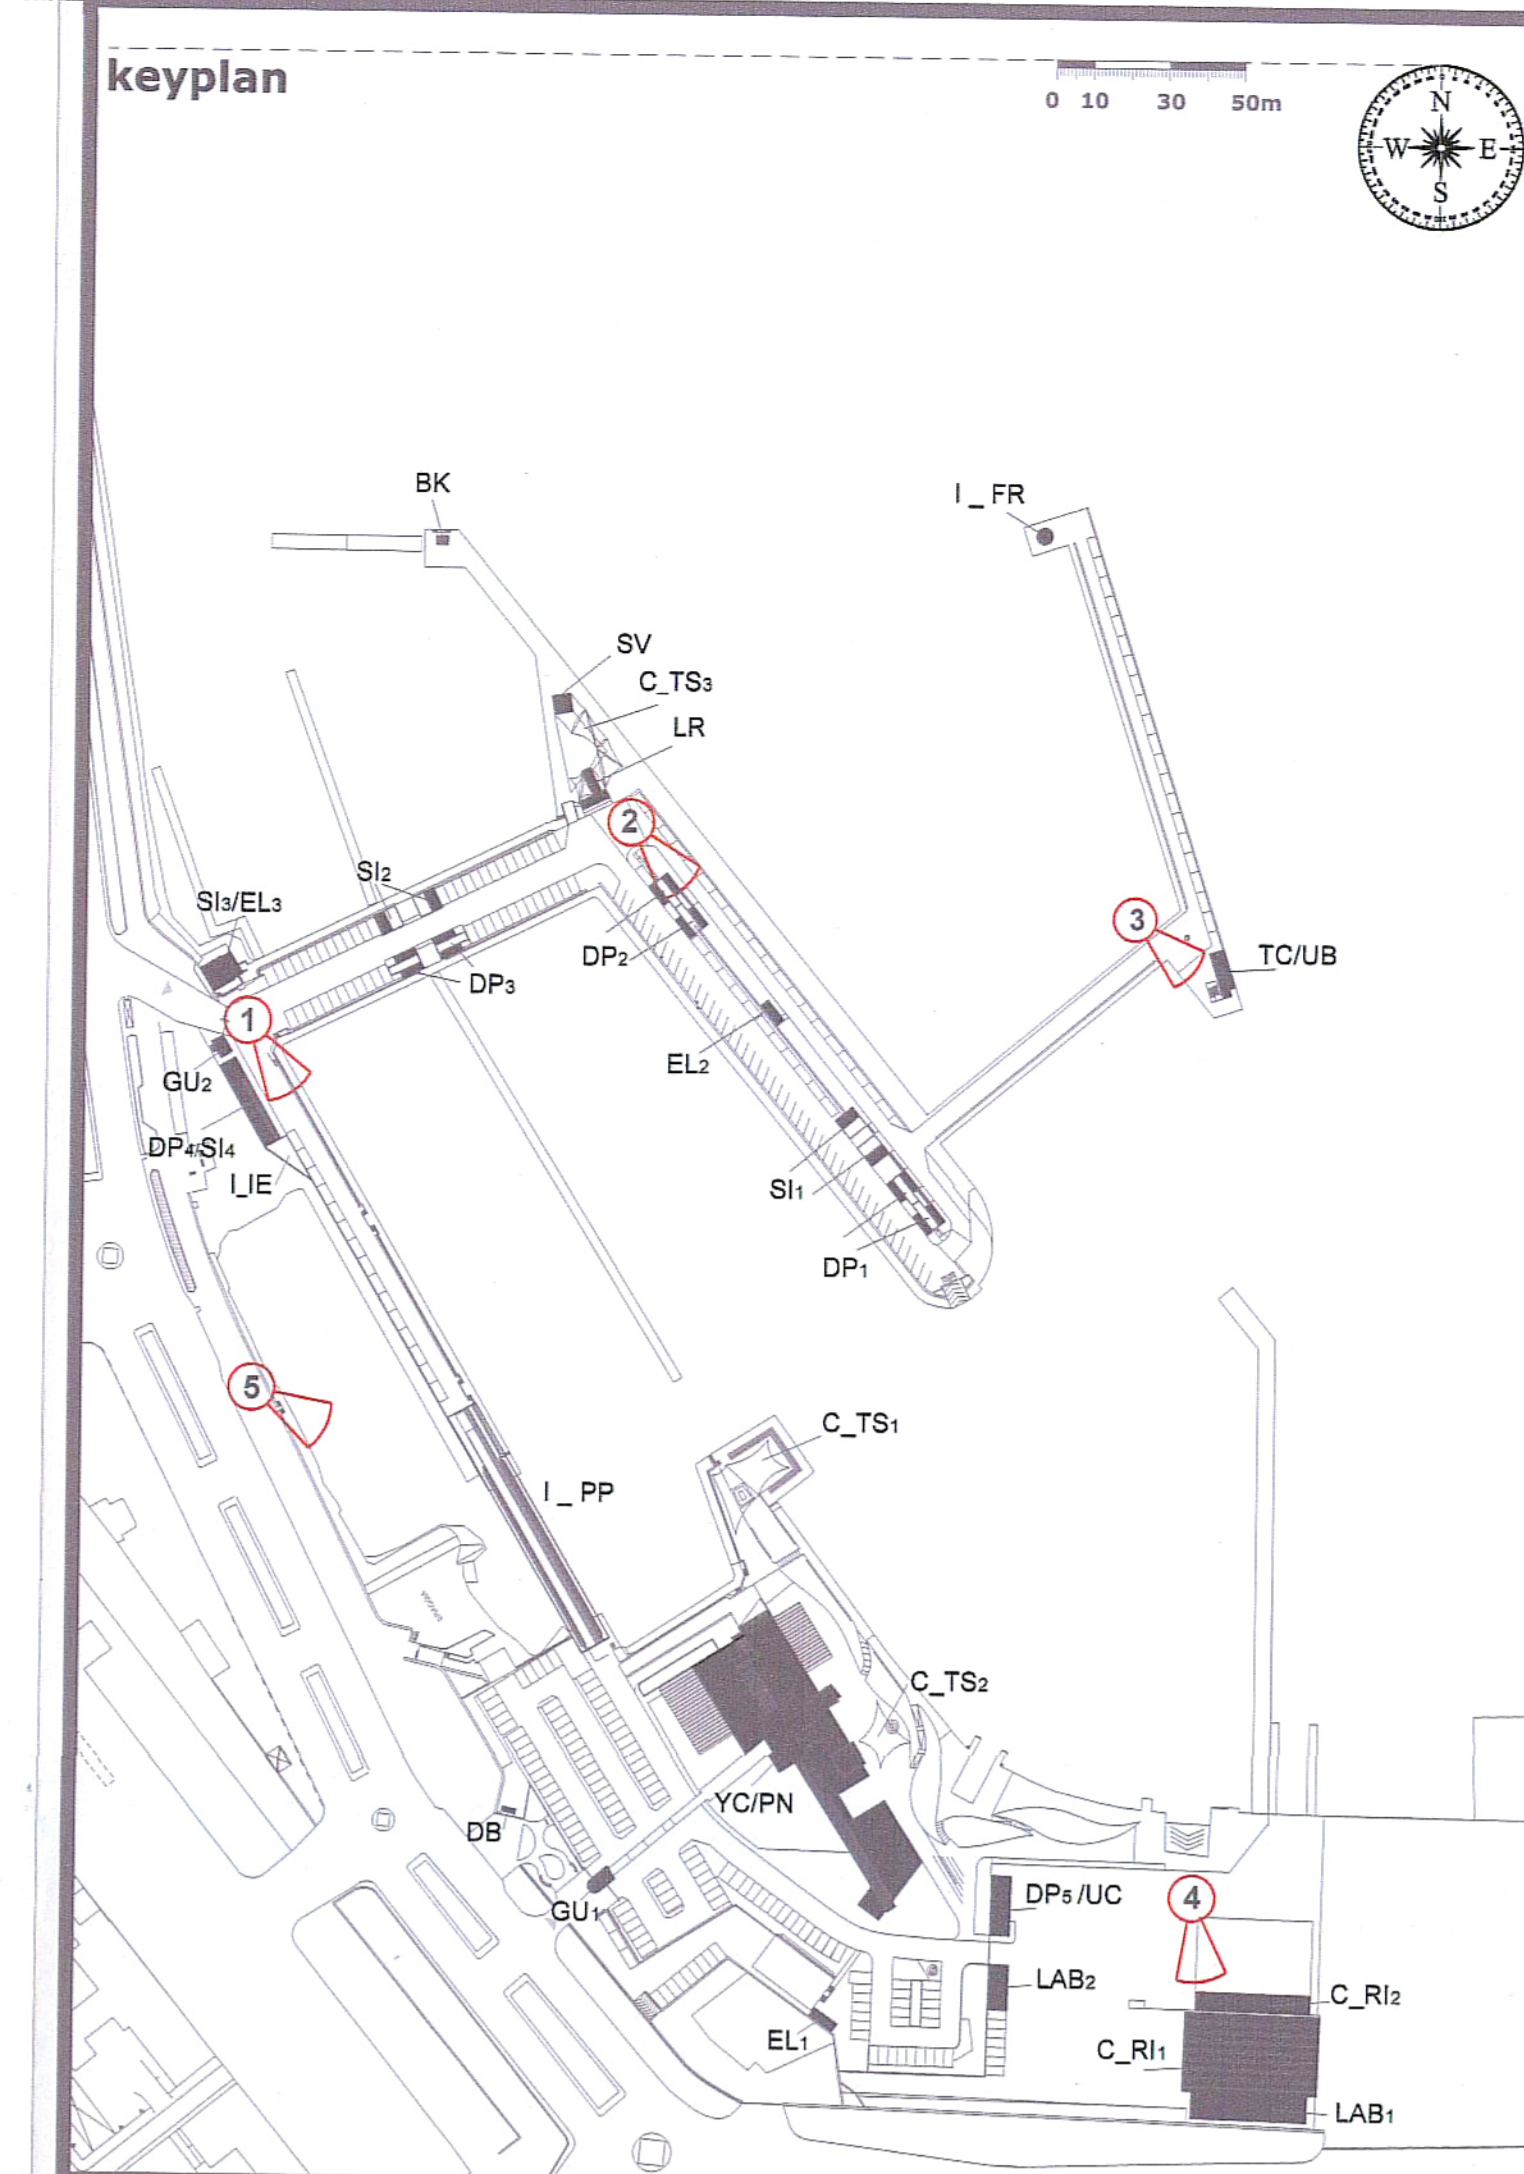 keyplan
0 10 30 50m
N
W E
S
BK
I _ FR
SV
C_TS3
LR
2
SI2
SI3/EL3
3
DP2
TC/UB
DP3
1
EL2
GU2
DP4/SI4
I_IE
SI1
DP1
5
C_TS1
I _ PP
C_TS2
YC/PN
DB
GU1
DP5 /UC
4
LAB2
C_RI2
EL1
C_RI1
LAB1